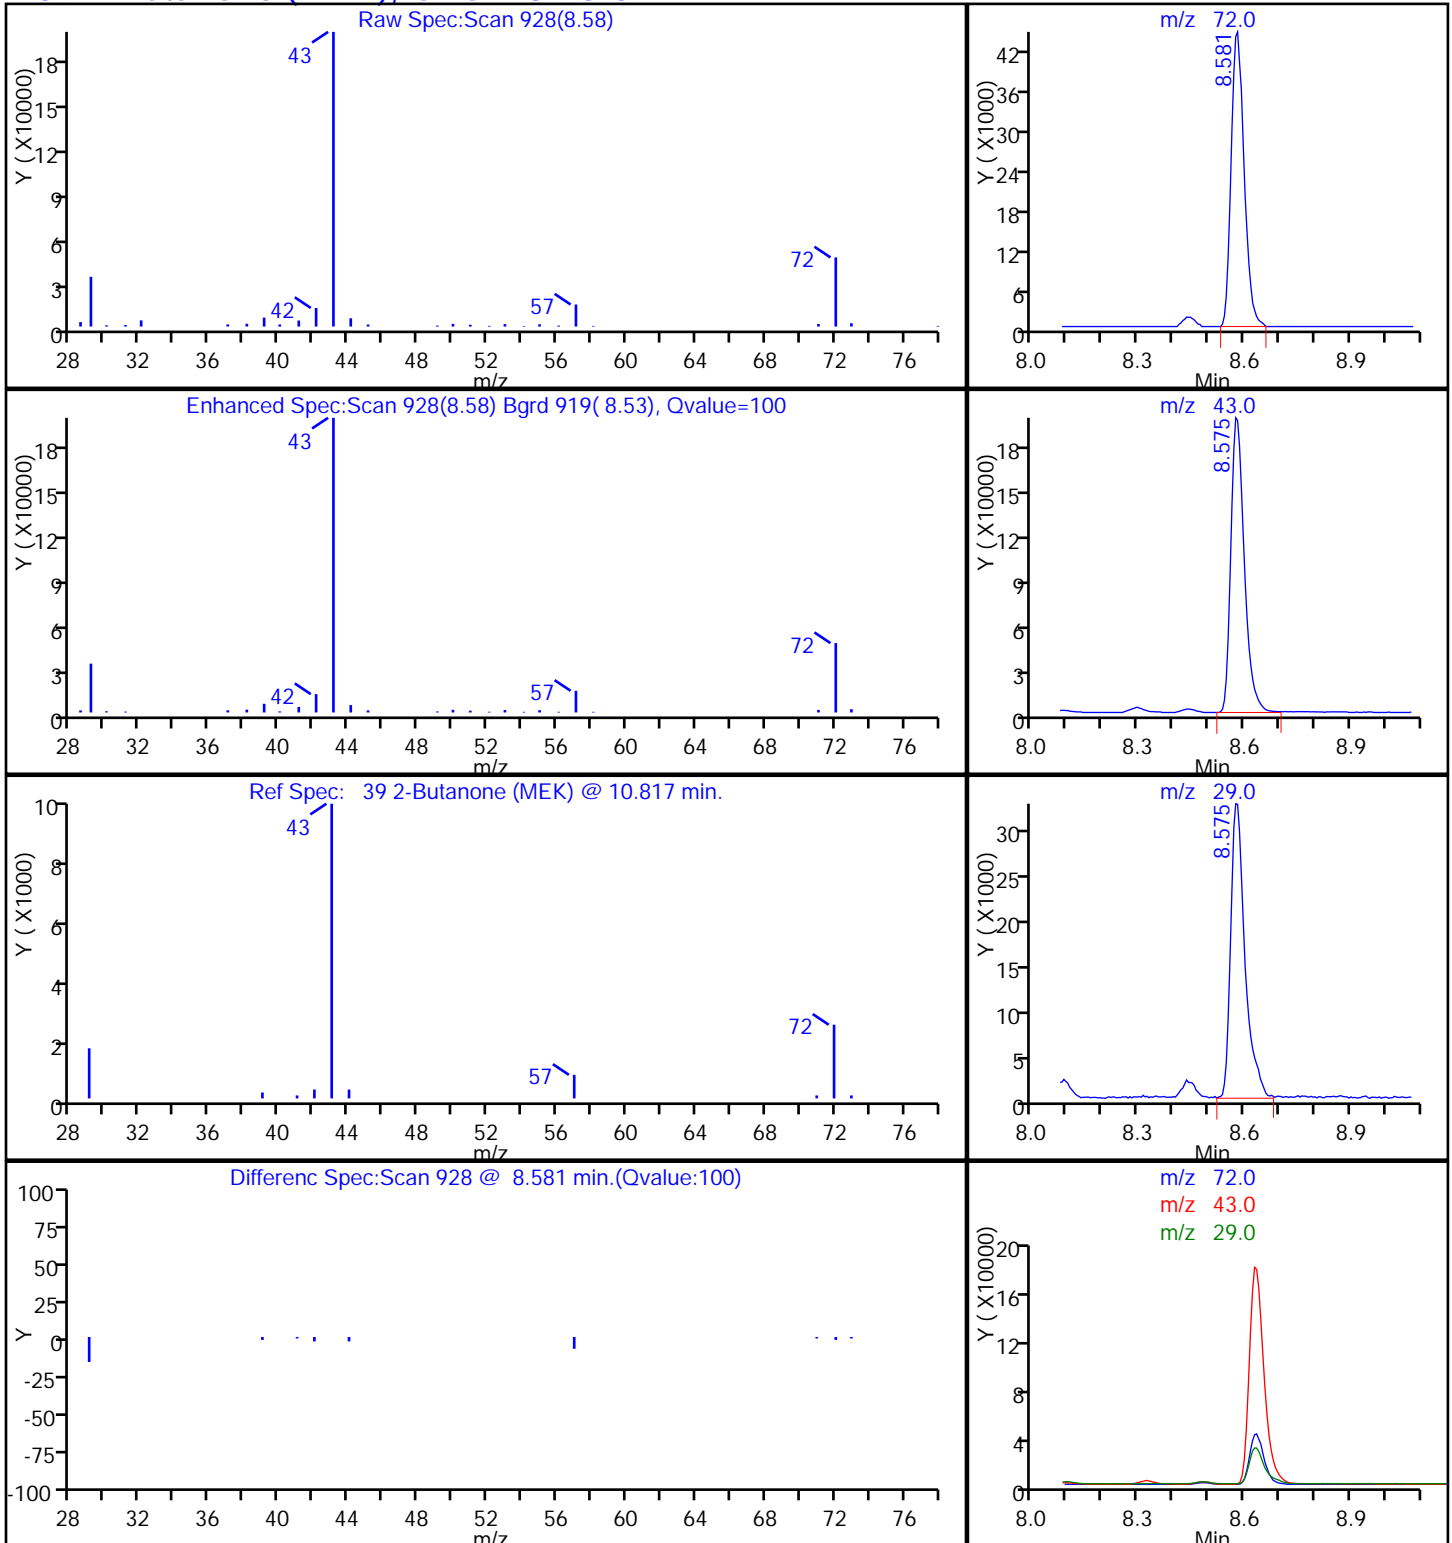 Raw Spec:Scan 928(8.58)
Y ( X10000)
18
15
12
9
6
3
0
43
42
57
72
28 32 36 40 44 48 52 56 60 64 68 72 76
m/z
m/z 72.0
Y ( X1000)
42
36
30
24
18
12
6
0
8.581
8.0 8.3 8.6 8.9
Min
Enhanced Spec:Scan 928(8.58) Bgrd 919( 8.53), Qvalue=100
Y ( X10000)
18
15
12
9
6
3
0
43
42
57
72
28 32 36 40 44 48 52 56 60 64 68 72 76
m/z
m/z 43.0
Y ( X10000)
18
15
12
9
6
3
0
8.575
8.0 8.3 8.6 8.9
Min
Ref Spec: 39 2-Butanone (MEK) @ 10.817 min.
Y ( X1000)
10
8
6
4
2
0
43
57
72
28 32 36 40 44 48 52 56 60 64 68 72 76
m/z
m/z 29.0
Y ( X1000)
30
25
20
15
10
5
0
8.575
8.0 8.3 8.6 8.9
Min
Differenc Spec:Scan 928 @ 8.581 min.(Qvalue:100)
Y
100
75
50
25
0
-25
-50
-75
-100
28 32 36 40 44 48 52 56 60 64 68 72 76
m/z
m/z 72.0
m/z 43.0
m/z 29.0
Y ( X10000)
20
16
12
8
4
0
8.0 8.3 8.6 8.9
Min